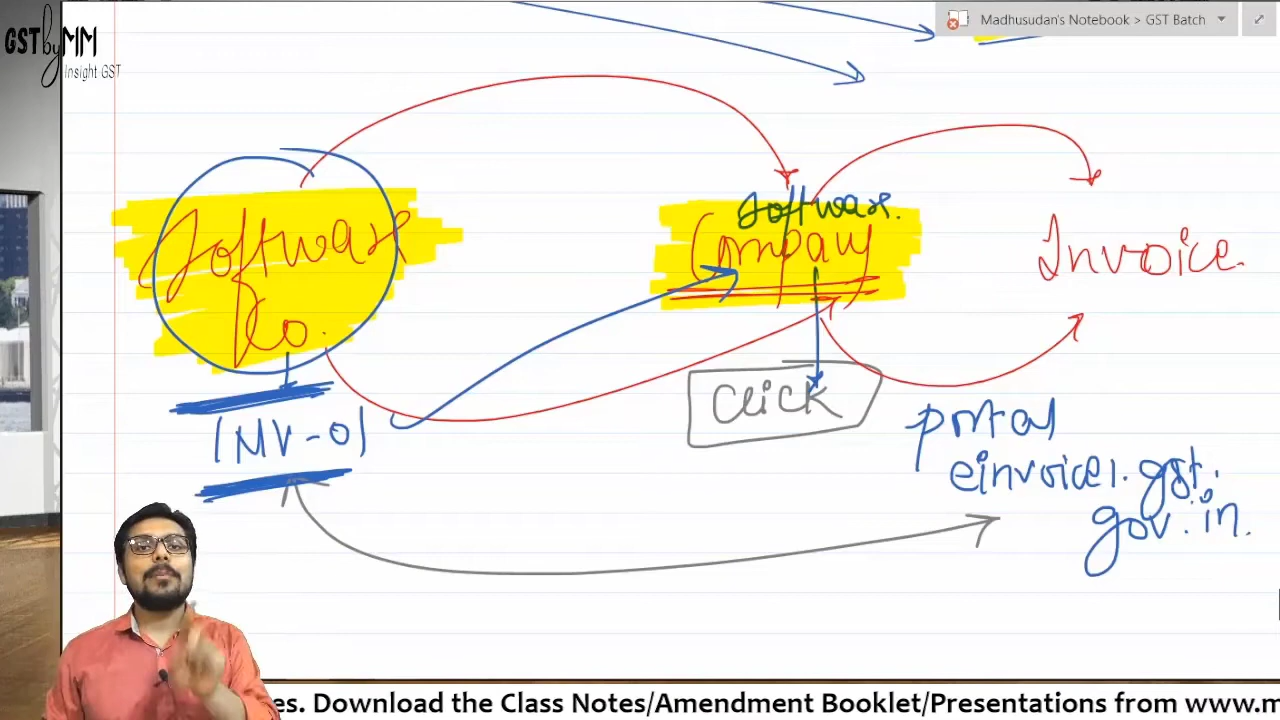 GST by MM
Insight GST
Madhusudan's Notebook > GST Batch
Software
Co.
Software.
Company
Invoice.
INV-01
Click
portal
einvoice1.gst.
gov.in.
es. Download the Class Notes/Amendment Booklet/Presentations from www.m